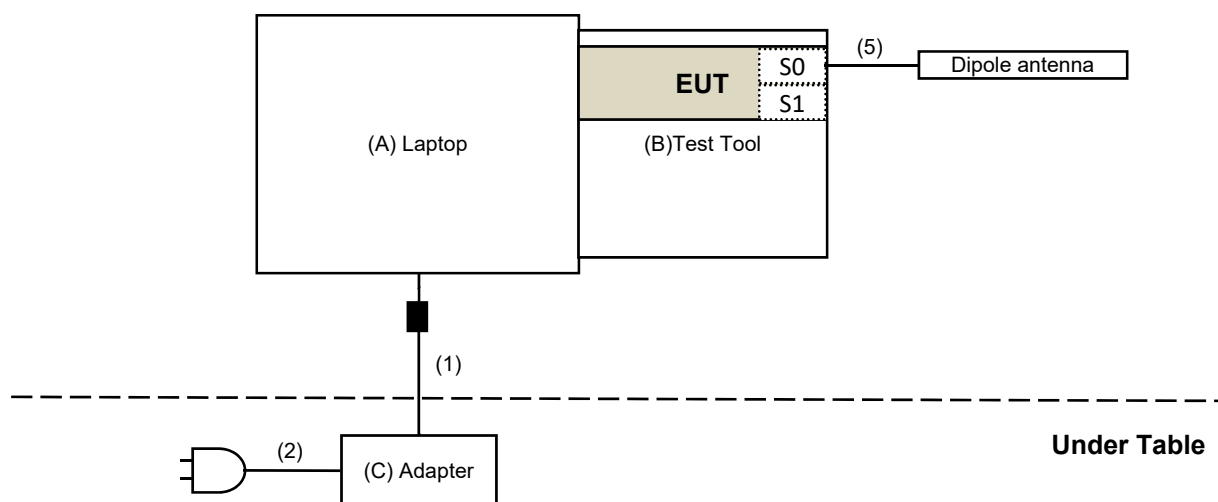 (5)
S0
Dipole antenna
EUT
S1
(A) Laptop
(B)Test Tool
(1)
(2)
(C) Adapter
Under Table